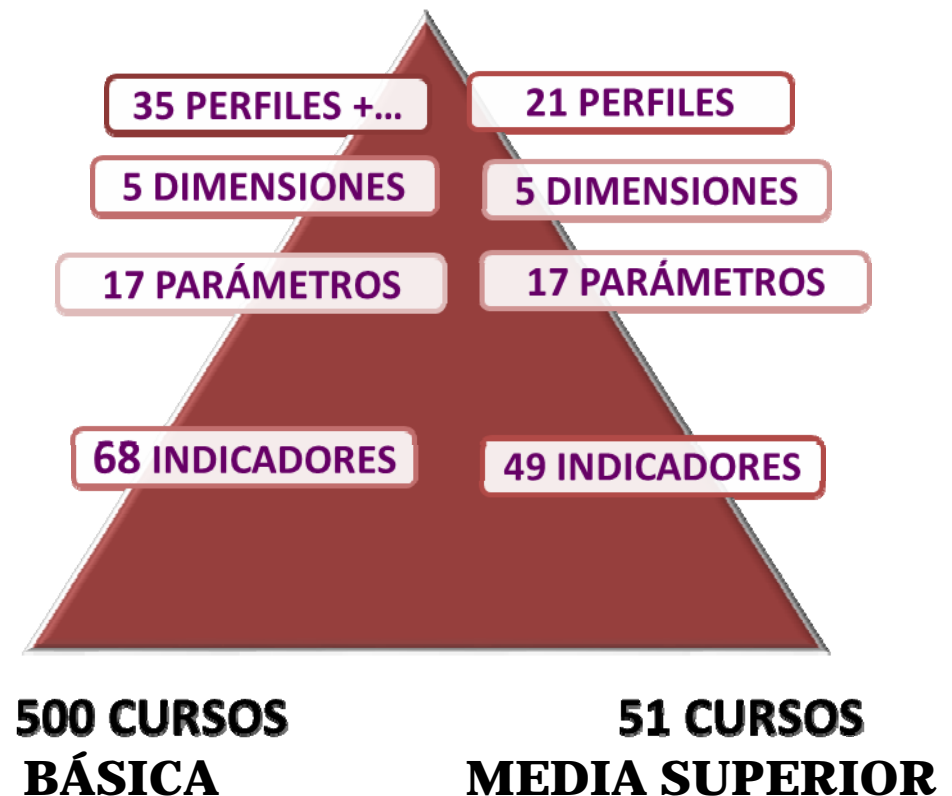 35 PERFILES +...
21 PERFILES
5 DIMENSIONES
5 DIMENSIONES
17 PARÁMETROS
17 PARÁMETROS
68 INDICADORES
49 INDICADORES
500 CURSOS
51 CURSOS
BÁSICA
MEDIA SUPERIOR